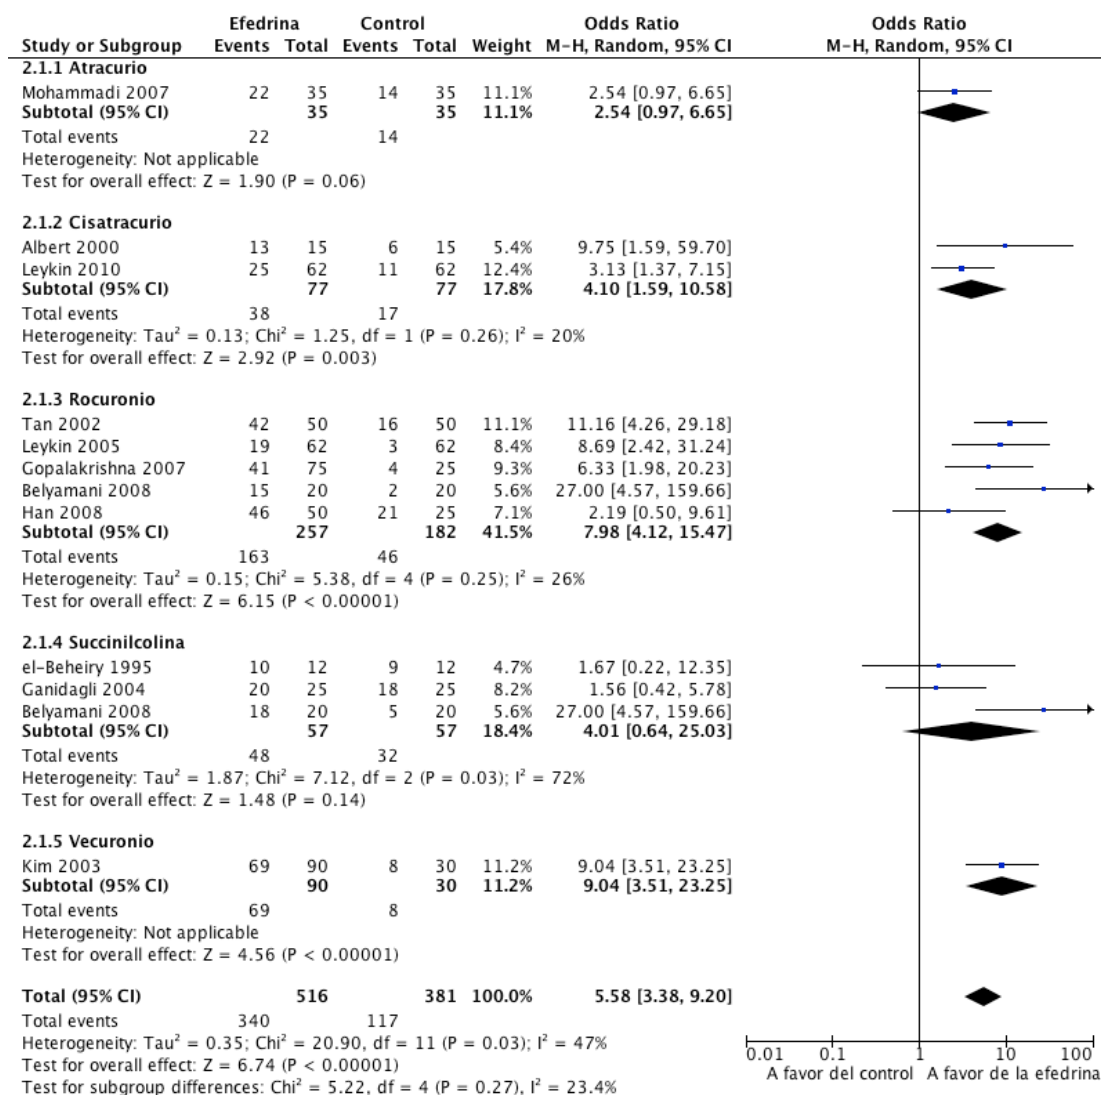 Efedrina Control Odds Ratio Odds Ratio
Study or Subgroup Events Total Events Total Weight M-H, Random, 95% CI M-H, Random, 95% CI
2.1.1 Atracurio
Mohammadi 2007 22 35 14 35 11.1% 2.54 [0.97, 6.65]
Subtotal (95% CI) 35 35 11.1% 2.54 [0.97, 6.65]
Total events 22 14
Heterogeneity: Not applicable
Test for overall effect: Z = 1.90 (P = 0.06)
2.1.2 Cisatracurio
Albert 2000 13 15 6 15 5.4% 9.75 [1.59, 59.70]
Leykin 2010 25 62 11 62 12.4% 3.13 [1.37, 7.15]
Subtotal (95% CI) 77 77 17.8% 4.10 [1.59, 10.58]
Total events 38 17
Heterogeneity: Tau² = 0.13; Chi² = 1.25, df = 1 (P = 0.26); I² = 20%
Test for overall effect: Z = 2.92 (P = 0.003)
2.1.3 Rocuronio
Tan 2002 42 50 16 50 11.1% 11.16 [4.26, 29.18]
Leykin 2005 19 62 3 62 8.4% 8.69 [2.42, 31.24]
Gopalakrishna 2007 41 75 4 25 9.3% 6.33 [1.98, 20.23]
Belyamani 2008 15 20 2 20 5.6% 27.00 [4.57, 159.66]
Han 2008 46 50 21 25 7.1% 2.19 [0.50, 9.61]
Subtotal (95% CI) 257 182 41.5% 7.98 [4.12, 15.47]
Total events 163 46
Heterogeneity: Tau² = 0.15; Chi² = 5.38, df = 4 (P = 0.25); I² = 26%
Test for overall effect: Z = 6.15 (P < 0.00001)
2.1.4 Succinilcolina
el-Beheiry 1995 10 12 9 12 4.7% 1.67 [0.22, 12.35]
Ganidagli 2004 20 25 18 25 8.2% 1.56 [0.42, 5.78]
Belyamani 2008 18 20 5 20 5.6% 27.00 [4.57, 159.66]
Subtotal (95% CI) 57 57 18.4% 4.01 [0.64, 25.03]
Total events 48 32
Heterogeneity: Tau² = 1.87; Chi² = 7.12, df = 2 (P = 0.03); I² = 72%
Test for overall effect: Z = 1.48 (P = 0.14)
2.1.5 Vecuronio
Kim 2003 69 90 8 30 11.2% 9.04 [3.51, 23.25]
Subtotal (95% CI) 90 30 11.2% 9.04 [3.51, 23.25]
Total events 69 8
Heterogeneity: Not applicable
Test for overall effect: Z = 4.56 (P < 0.00001)
Total (95% CI) 516 381 100.0% 5.58 [3.38, 9.20]
Total events 340 117
Heterogeneity: Tau² = 0.35; Chi² = 20.90, df = 11 (P = 0.03); I² = 47%
Test for overall effect: Z = 6.74 (P < 0.00001)
Test for subgroup differences: Chi² = 5.22, df = 4 (P = 0.27), I² = 23.4%
0.01 0.1 1 10 100
A favor del control A favor de la efedrina